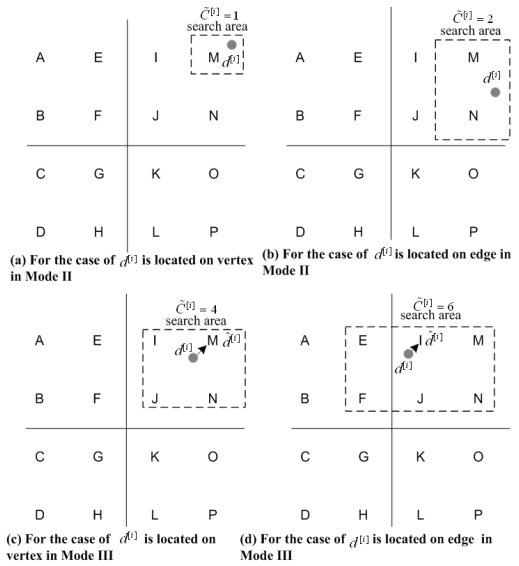 C̃[i] = 1
search area
A E I M d[i]
B F J N
C G K O
D H L P
(a) For the case of d[i] is located on vertex
in Mode II
C̃[i] = 2
search area
A E I M
d[i]
B F J N
C G K O
D H L P
(b) For the case of d[i] is located on edge in
Mode II
C̃[i] = 4
search area
A E I M d̂[i]
d[i]
B F J N
C G K O
D H L P
(c) For the case of d[i] is located on
vertex in Mode III
C̃[i] = 6
search area
A E I d̂[i] M
d[i]
B F J N
C G K O
D H L P
(d) For the case of d[i] is located on edge in
Mode III